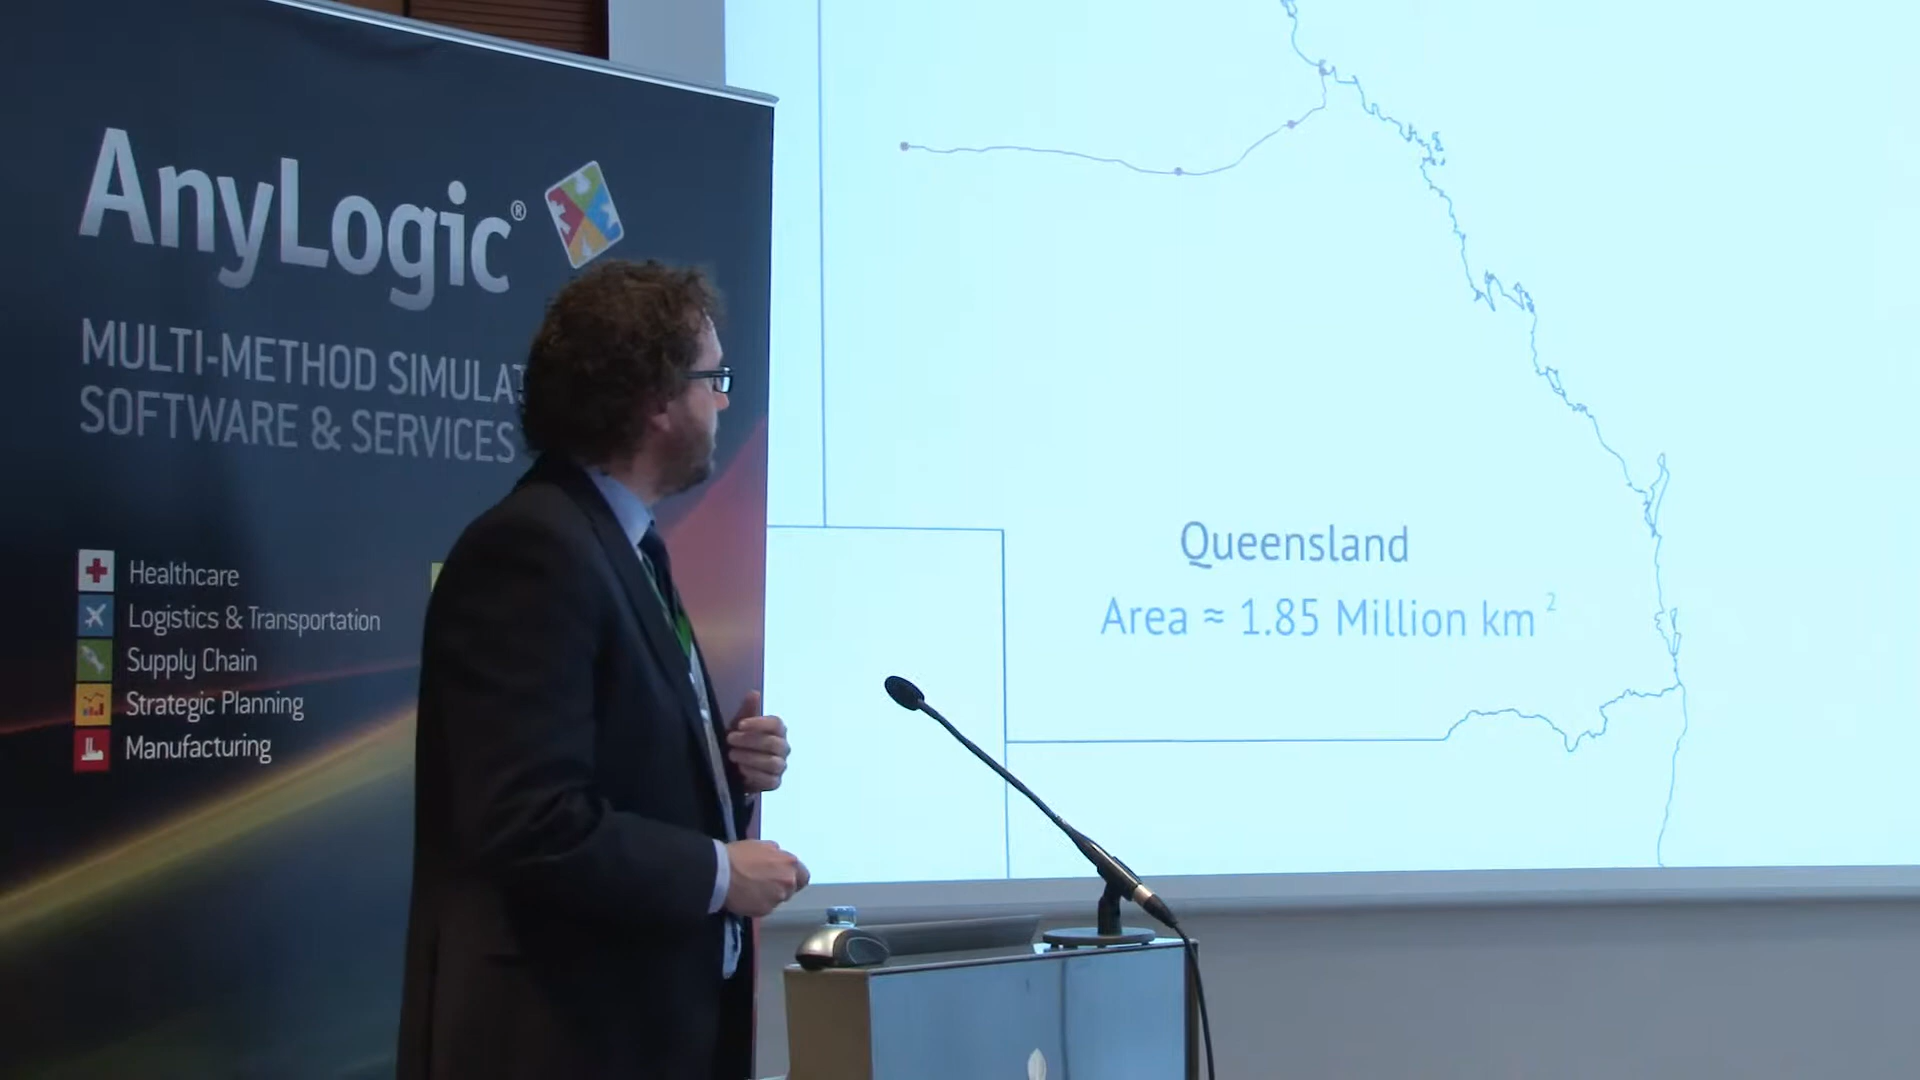 AnyLogic®
MULTI-METHOD SIMULAT
SOFTWARE & SERVICES
Healthcare
Logistics & Transportation
Supply Chain
Strategic Planning
Manufacturing
Queensland
Area ≈ 1.85 Million km²